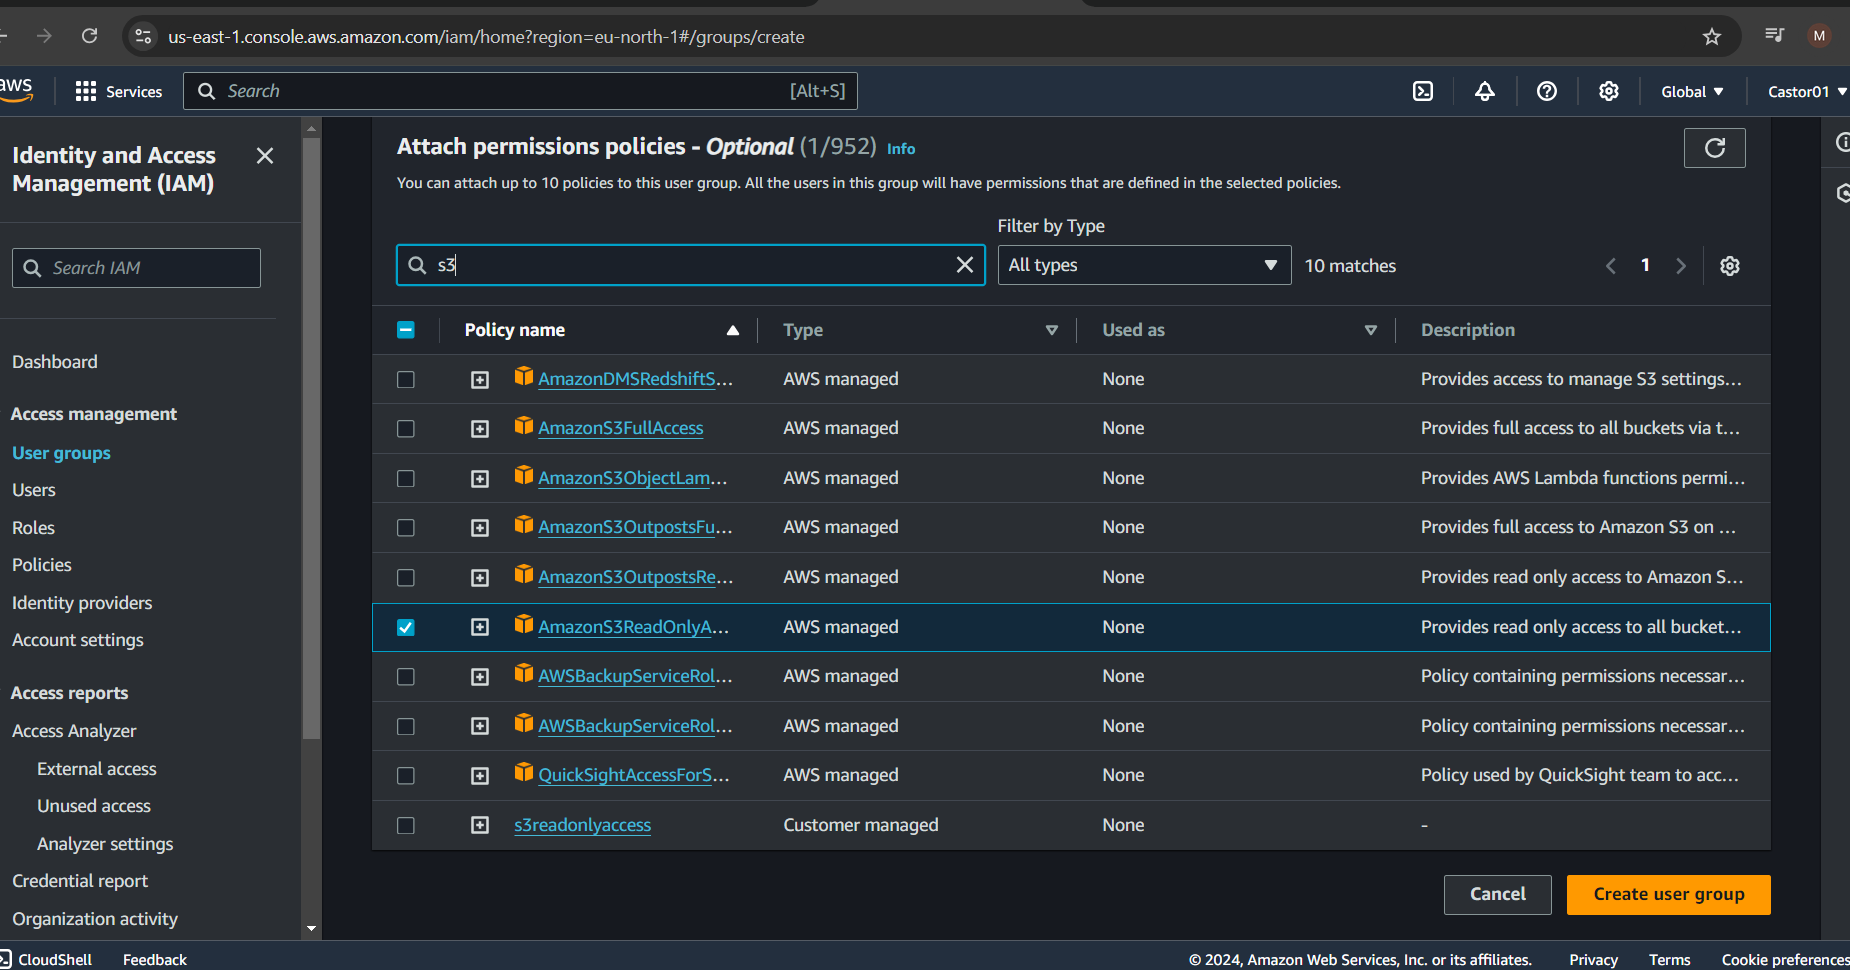 us-east-1.console.aws.amazon.com/iam/home?region=eu-north-1#/groups/create
M
aws
Services
Search
[Alt+S]
Global
Castor01
Identity and Access
Management (IAM)
Search IAM
Dashboard
Access management
User groups
Users
Roles
Policies
Identity providers
Account settings
Access reports
Access Analyzer
External access
Unused access
Analyzer settings
Credential report
Organization activity
Attach permissions policies - Optional (1/952) Info
You can attach up to 10 policies to this user group. All the users in this group will have permissions that are defined in the selected policies.
Filter by Type
s3
All types
10 matches
1
Policy name Type Used as Description
AmazonDMSRedshiftS... AWS managed None Provides access to manage S3 settings...
AmazonS3FullAccess AWS managed None Provides full access to all buckets via t...
AmazonS3ObjectLam... AWS managed None Provides AWS Lambda functions permi...
AmazonS3OutpostsFu... AWS managed None Provides full access to Amazon S3 on ...
AmazonS3OutpostsRe... AWS managed None Provides read only access to Amazon S...
AmazonS3ReadOnlyA... AWS managed None Provides read only access to all bucket...
AWSBackupServiceRol... AWS managed None Policy containing permissions necessar...
AWSBackupServiceRol... AWS managed None Policy containing permissions necessar...
QuickSightAccessForS... AWS managed None Policy used by QuickSight team to acc...
s3readonlyaccess Customer managed None -
Cancel
Create user group
CloudShell
Feedback
© 2024, Amazon Web Services, Inc. or its affiliates.
Privacy
Terms
Cookie preferences